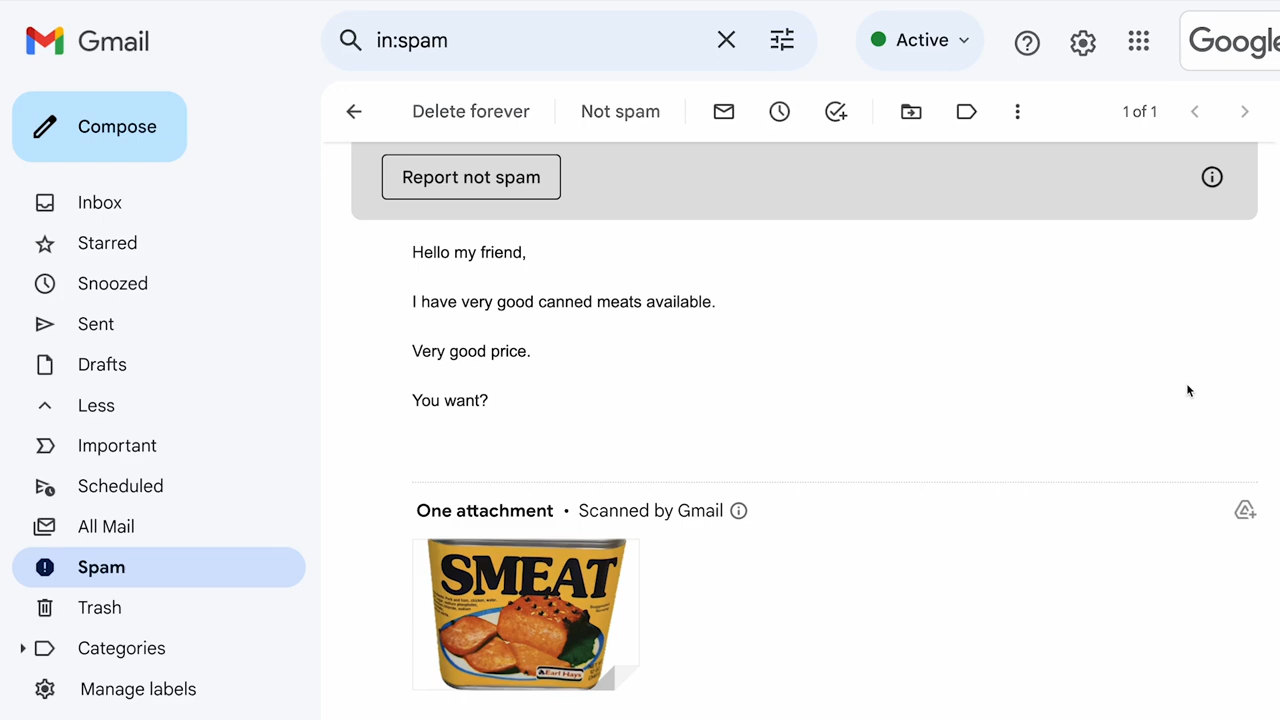 Gmail
in:spam
Active
Google
Compose
Delete forever
Not spam
1 of 1
Inbox
Starred
Snoozed
Sent
Drafts
Less
Important
Scheduled
All Mail
Spam
Trash
Categories
Manage labels
Report not spam
Hello my friend,
I have very good canned meats available.
Very good price.
You want?
One attachment • Scanned by Gmail
SMEAT
Earl Hays